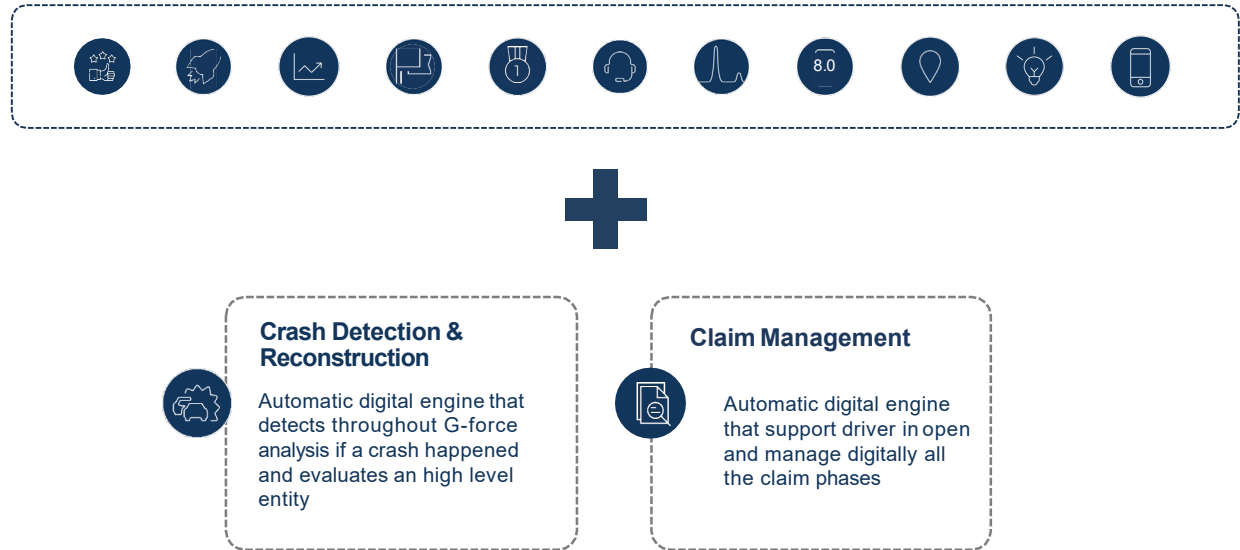 1
8.0
Crash Detection &
Reconstruction
Automatic digital engine that
detects throughout G-force
analysis if a crash happened
and evaluates an high level
entity
Claim Management
Automatic digital engine
that support driver in open
and manage digitally all
the claim phases